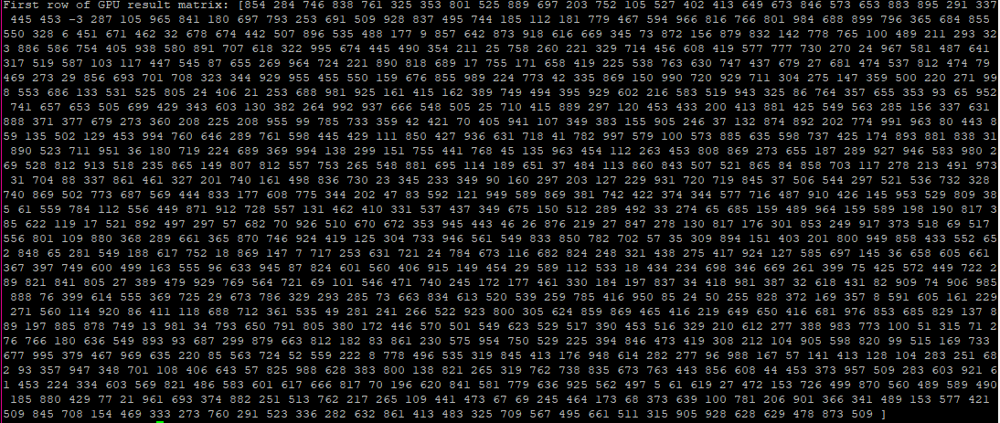 First row of GPU result matrix: [854 284 746 838 761 325 353 801 525 889 697 203 752 105 527 402 413 649 673 846 573 653 883 895 291 337
 445 453 -3 287 105 965 841 180 697 793 253 691 509 928 837 495 744 185 112 181 779 467 594 966 816 766 801 984 688 899 796 365 684 855
550 328 6 451 671 462 32 678 674 442 507 896 535 488 177 9 857 642 873 918 616 669 345 73 872 156 879 832 142 778 765 100 489 211 293 32
3 886 586 754 405 938 580 891 707 618 322 995 674 445 490 354 211 25 758 260 221 329 714 456 608 419 577 777 730 270 24 967 581 487 641
317 519 587 103 117 447 545 87 655 269 964 724 221 890 818 689 17 755 171 658 419 225 538 763 630 747 437 679 27 681 474 537 812 474 79
469 273 29 856 693 701 708 323 344 929 955 455 550 159 676 855 989 224 773 42 335 869 150 990 720 929 711 304 275 147 359 500 220 271 99
8 553 686 133 531 525 805 24 406 21 253 688 981 925 161 415 162 389 749 494 395 929 602 216 583 519 943 325 86 764 357 655 353 93 65 952
 741 657 653 505 699 429 343 603 130 382 264 992 937 666 548 505 25 710 415 889 297 120 453 433 200 413 881 425 549 563 285 156 337 631
888 371 377 679 273 360 208 225 208 955 99 785 733 359 42 421 70 405 941 107 349 383 155 905 246 37 132 874 892 202 774 991 963 80 443 8
59 135 502 129 453 994 760 646 289 761 598 445 429 111 850 427 936 631 718 41 782 997 579 100 573 885 635 598 737 425 174 893 881 838 31
 890 523 711 951 36 180 719 224 689 369 994 138 299 151 755 441 768 45 135 963 454 112 263 453 808 869 273 655 187 289 927 946 583 980 2
69 528 812 913 518 235 865 149 807 812 557 753 265 548 881 695 114 189 651 37 484 113 860 843 507 521 865 84 858 703 117 278 213 491 973
 31 704 88 337 861 461 327 201 740 161 498 836 730 23 345 233 349 90 160 297 203 127 229 931 720 719 845 37 506 544 297 521 536 732 328
740 869 502 773 687 569 444 833 177 608 775 344 202 47 83 592 121 949 589 869 381 742 422 374 344 577 716 487 910 426 145 953 529 809 38
5 61 559 784 112 556 449 871 912 728 557 131 462 410 331 537 437 349 675 150 512 289 492 33 274 65 685 159 489 964 159 589 198 190 817 3
85 622 119 17 521 892 497 297 57 682 70 926 510 670 672 353 945 443 46 26 876 219 27 847 278 130 817 176 301 853 249 917 373 518 69 517
556 801 109 880 368 289 661 365 870 746 924 419 125 304 733 946 561 549 833 850 782 702 57 35 309 894 151 403 201 800 949 858 433 552 65
2 848 65 281 549 188 617 752 18 869 147 7 717 253 631 721 24 784 673 116 682 824 248 321 438 275 417 924 127 585 697 145 36 658 605 661
367 397 749 600 499 163 555 96 633 945 87 824 601 560 406 915 149 454 29 589 112 533 18 434 234 698 346 669 261 399 75 425 572 449 722 2
89 821 841 805 27 389 479 929 769 564 721 69 101 546 471 740 245 172 177 461 330 184 197 837 34 418 981 387 32 618 431 82 909 74 906 985
 888 76 399 614 555 369 725 29 673 786 329 293 285 73 663 834 613 520 539 259 785 416 950 85 24 50 255 828 372 169 357 8 591 605 161 229
271 560 114 920 86 411 118 688 712 361 535 49 281 241 266 522 923 800 305 624 859 869 465 416 219 649 650 416 681 976 853 685 829 137 8
89 197 885 878 749 13 981 34 793 650 791 805 380 172 446 570 501 549 623 529 517 390 453 516 329 210 612 277 388 983 773 100 51 315 71 2
76 766 180 636 549 893 93 687 299 879 663 812 182 83 861 230 575 954 750 529 225 394 846 473 419 308 212 104 905 598 820 99 515 169 733
677 995 379 467 969 635 220 85 563 724 52 559 222 8 778 496 535 319 845 413 176 948 614 282 277 96 988 167 57 141 413 128 104 283 251 68
2 93 357 947 348 701 108 406 643 57 825 988 628 383 800 138 821 265 319 762 738 835 673 763 443 856 608 44 453 373 957 509 283 603 921 6
1 453 224 334 603 569 821 486 583 601 617 666 817 70 196 620 841 581 779 636 925 562 497 5 61 619 27 472 153 726 499 870 560 489 589 490
 185 880 429 77 21 961 693 374 882 251 513 762 217 265 109 441 473 67 69 245 464 173 68 373 639 100 781 206 901 366 341 489 153 577 421
509 845 708 154 469 333 273 760 291 523 336 282 632 861 413 483 325 709 567 495 661 511 315 905 928 628 629 478 873 509 ]